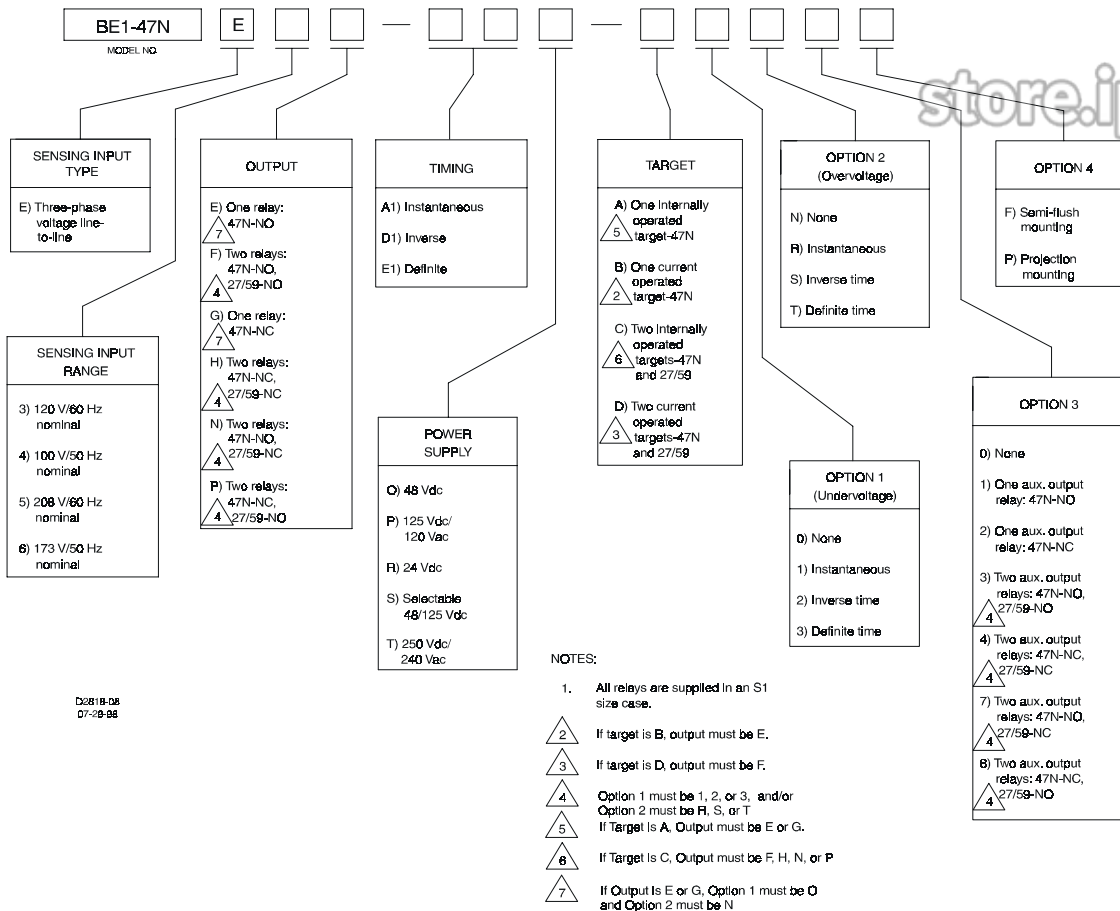 BE1-47N E
MODEL NO.
store.ip
SENSING INPUT
TYPE
E) Three-phase
voltage line-
to-line
SENSING INPUT
RANGE
3) 120 V/60 Hz
nominal
4) 100 V/50 Hz
nominal
5) 208 V/60 Hz
nominal
6) 173 V/50 Hz
nominal
OUTPUT
E) One relay:
47N-NO
7
F) Two relays:
47N-NO,
27/59-NO
4
G) One relay:
47N-NC
7
H) Two relays:
47N-NC,
27/59-NC
4
N) Two relays:
47N-NO,
27/59-NC
4
P) Two relays:
47N-NC,
27/59-NO
4
TIMING
A1) Instantaneous
D1) Inverse
E1) Definite
POWER
SUPPLY
O) 48 Vdc
P) 125 Vdc/
120 Vac
R) 24 Vdc
S) Selectable
48/125 Vdc
T) 250 Vdc/
240 Vac
TARGET
A) One Internally
operated
target-47N
5
B) One current
operated
target-47N
2
C) Two Internally
operated
targets-47N
and 27/59
6
D) Two current
operated
targets-47N
and 27/59
3
OPTION 1
(Undervoltage)
0) None
1) Instantaneous
2) Inverse time
3) Definite time
OPTION 2
(Overvoltage)
N) None
R) Instantaneous
S) Inverse time
T) Definite time
OPTION 3
0) None
1) One aux. output
relay: 47N-NO
2) One aux. output
relay: 47N-NC
3) Two aux. output
relays: 47N-NO,
27/59-NO
4
4) Two aux. output
relays: 47N-NC,
27/59-NC
4
7) Two aux. output
relays: 47N-NO,
27/59-NC
4
8) Two aux. output
relays: 47N-NC,
27/59-NO
4
OPTION 4
F) Semi-flush
mounting
P) Projection
mounting
D2819-08
NOTES:
1. All relays are supplied in an S1
size case.
2 If target is B, output must be E.
3 If target is D, output must be F.
4 Option 1 must be 1, 2, or 3, and/or
Option 2 must be R, S, or T
5 If Target is A, Output must be E or G.
6 If Target is C, Output must be F, H, N, or P
7 If Output is E or G, Option 1 must be O
and Option 2 must be N